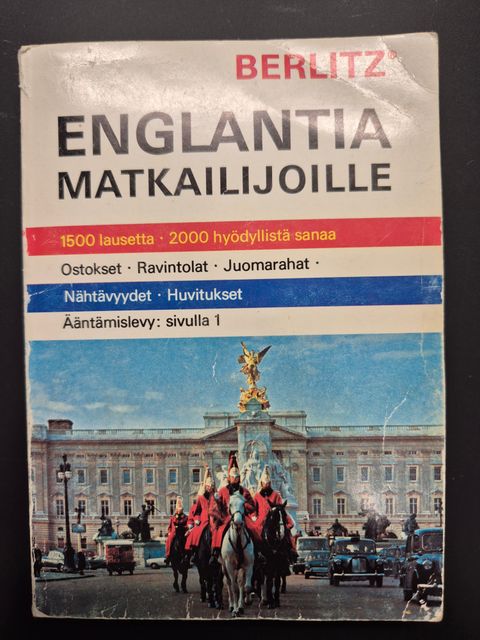 BERLITZ®
ENGLANTIA
MATKAILIJOILLE
1500 lausetta · 2000 hyödyllistä sanaa
Ostokset · Ravintolat · Juomarahat ·
Nähtävyydet · Huvitukset
Ääntämislevy: sivulla 1